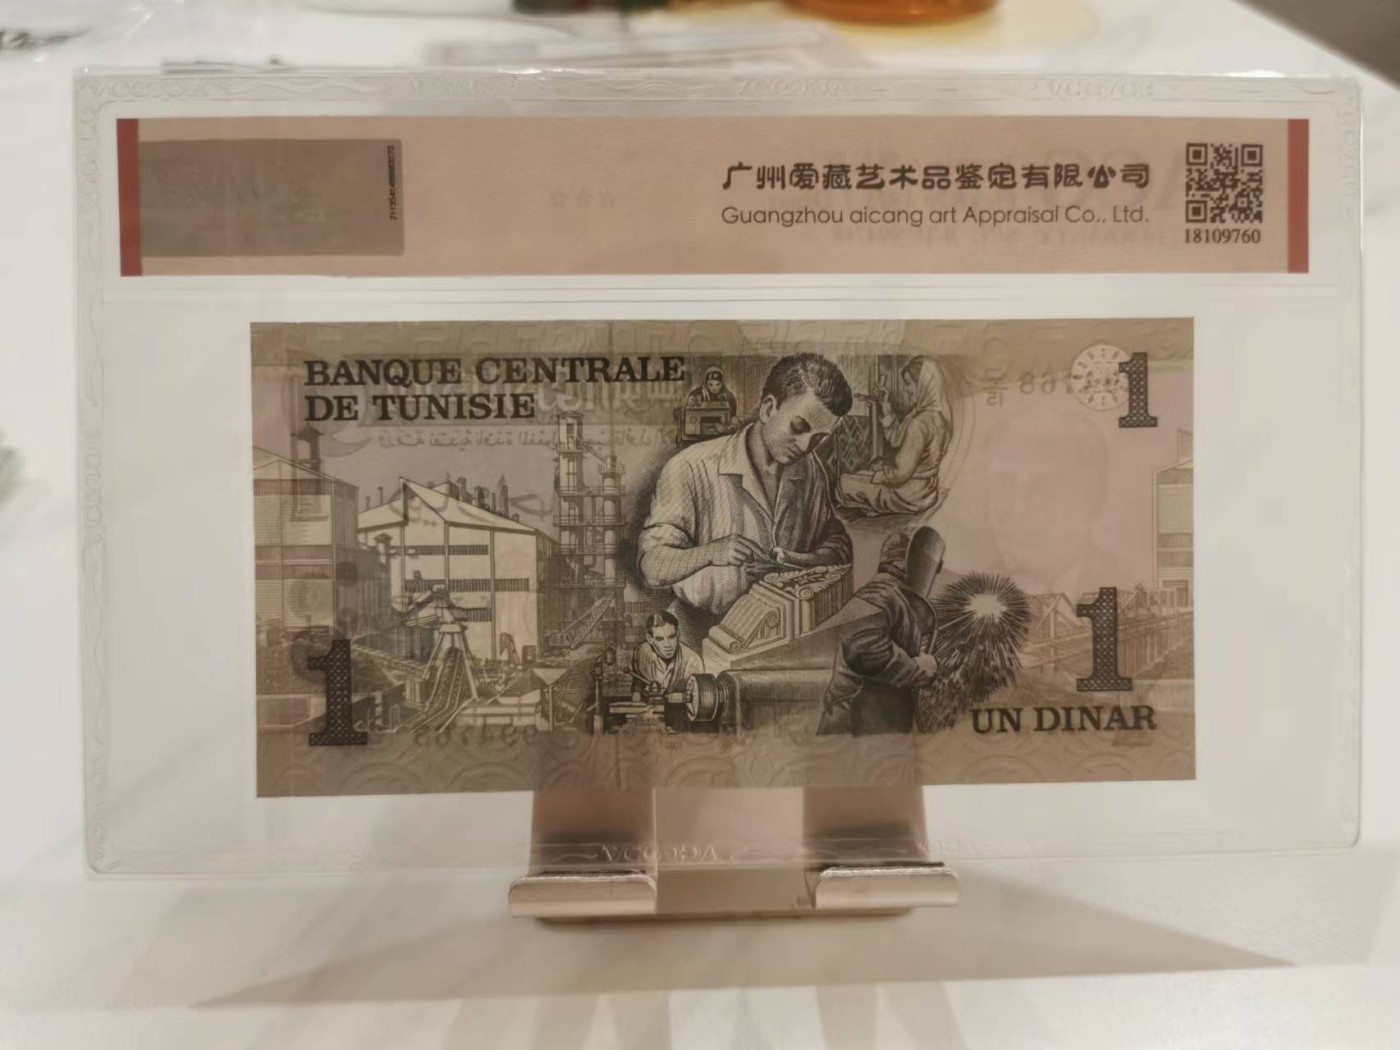 广州爱藏艺术品鉴定有限公司
Guangzhou aicang art Appraisal Co., Ltd.
18109760
BANQUE CENTRALE
DE TUNISIE
1
1
1
UN DINAR